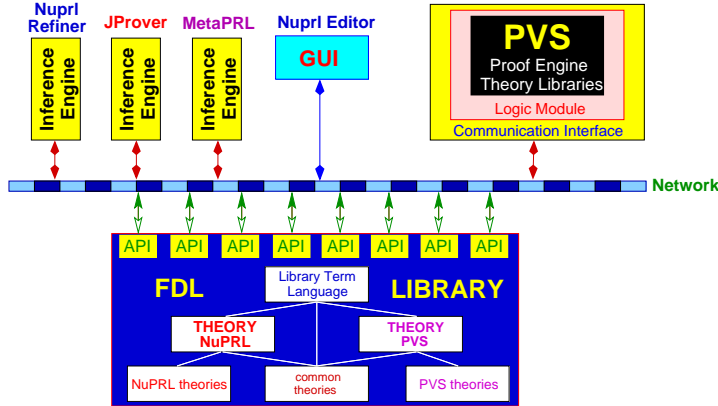 Nuprl
Refiner
JProver
MetaPRL
Nuprl Editor
Inference
Engine
Inference
Engine
Inference
Engine
GUI
PVS
Proof Engine
Theory Libraries
Logic Module
Communication Interface
Network
API API API API API API API API
FDL
LIBRARY
Library Term
Language
THEORY
NuPRL
THEORY
PVS
NuPRL theories
common
theories
PVS theories